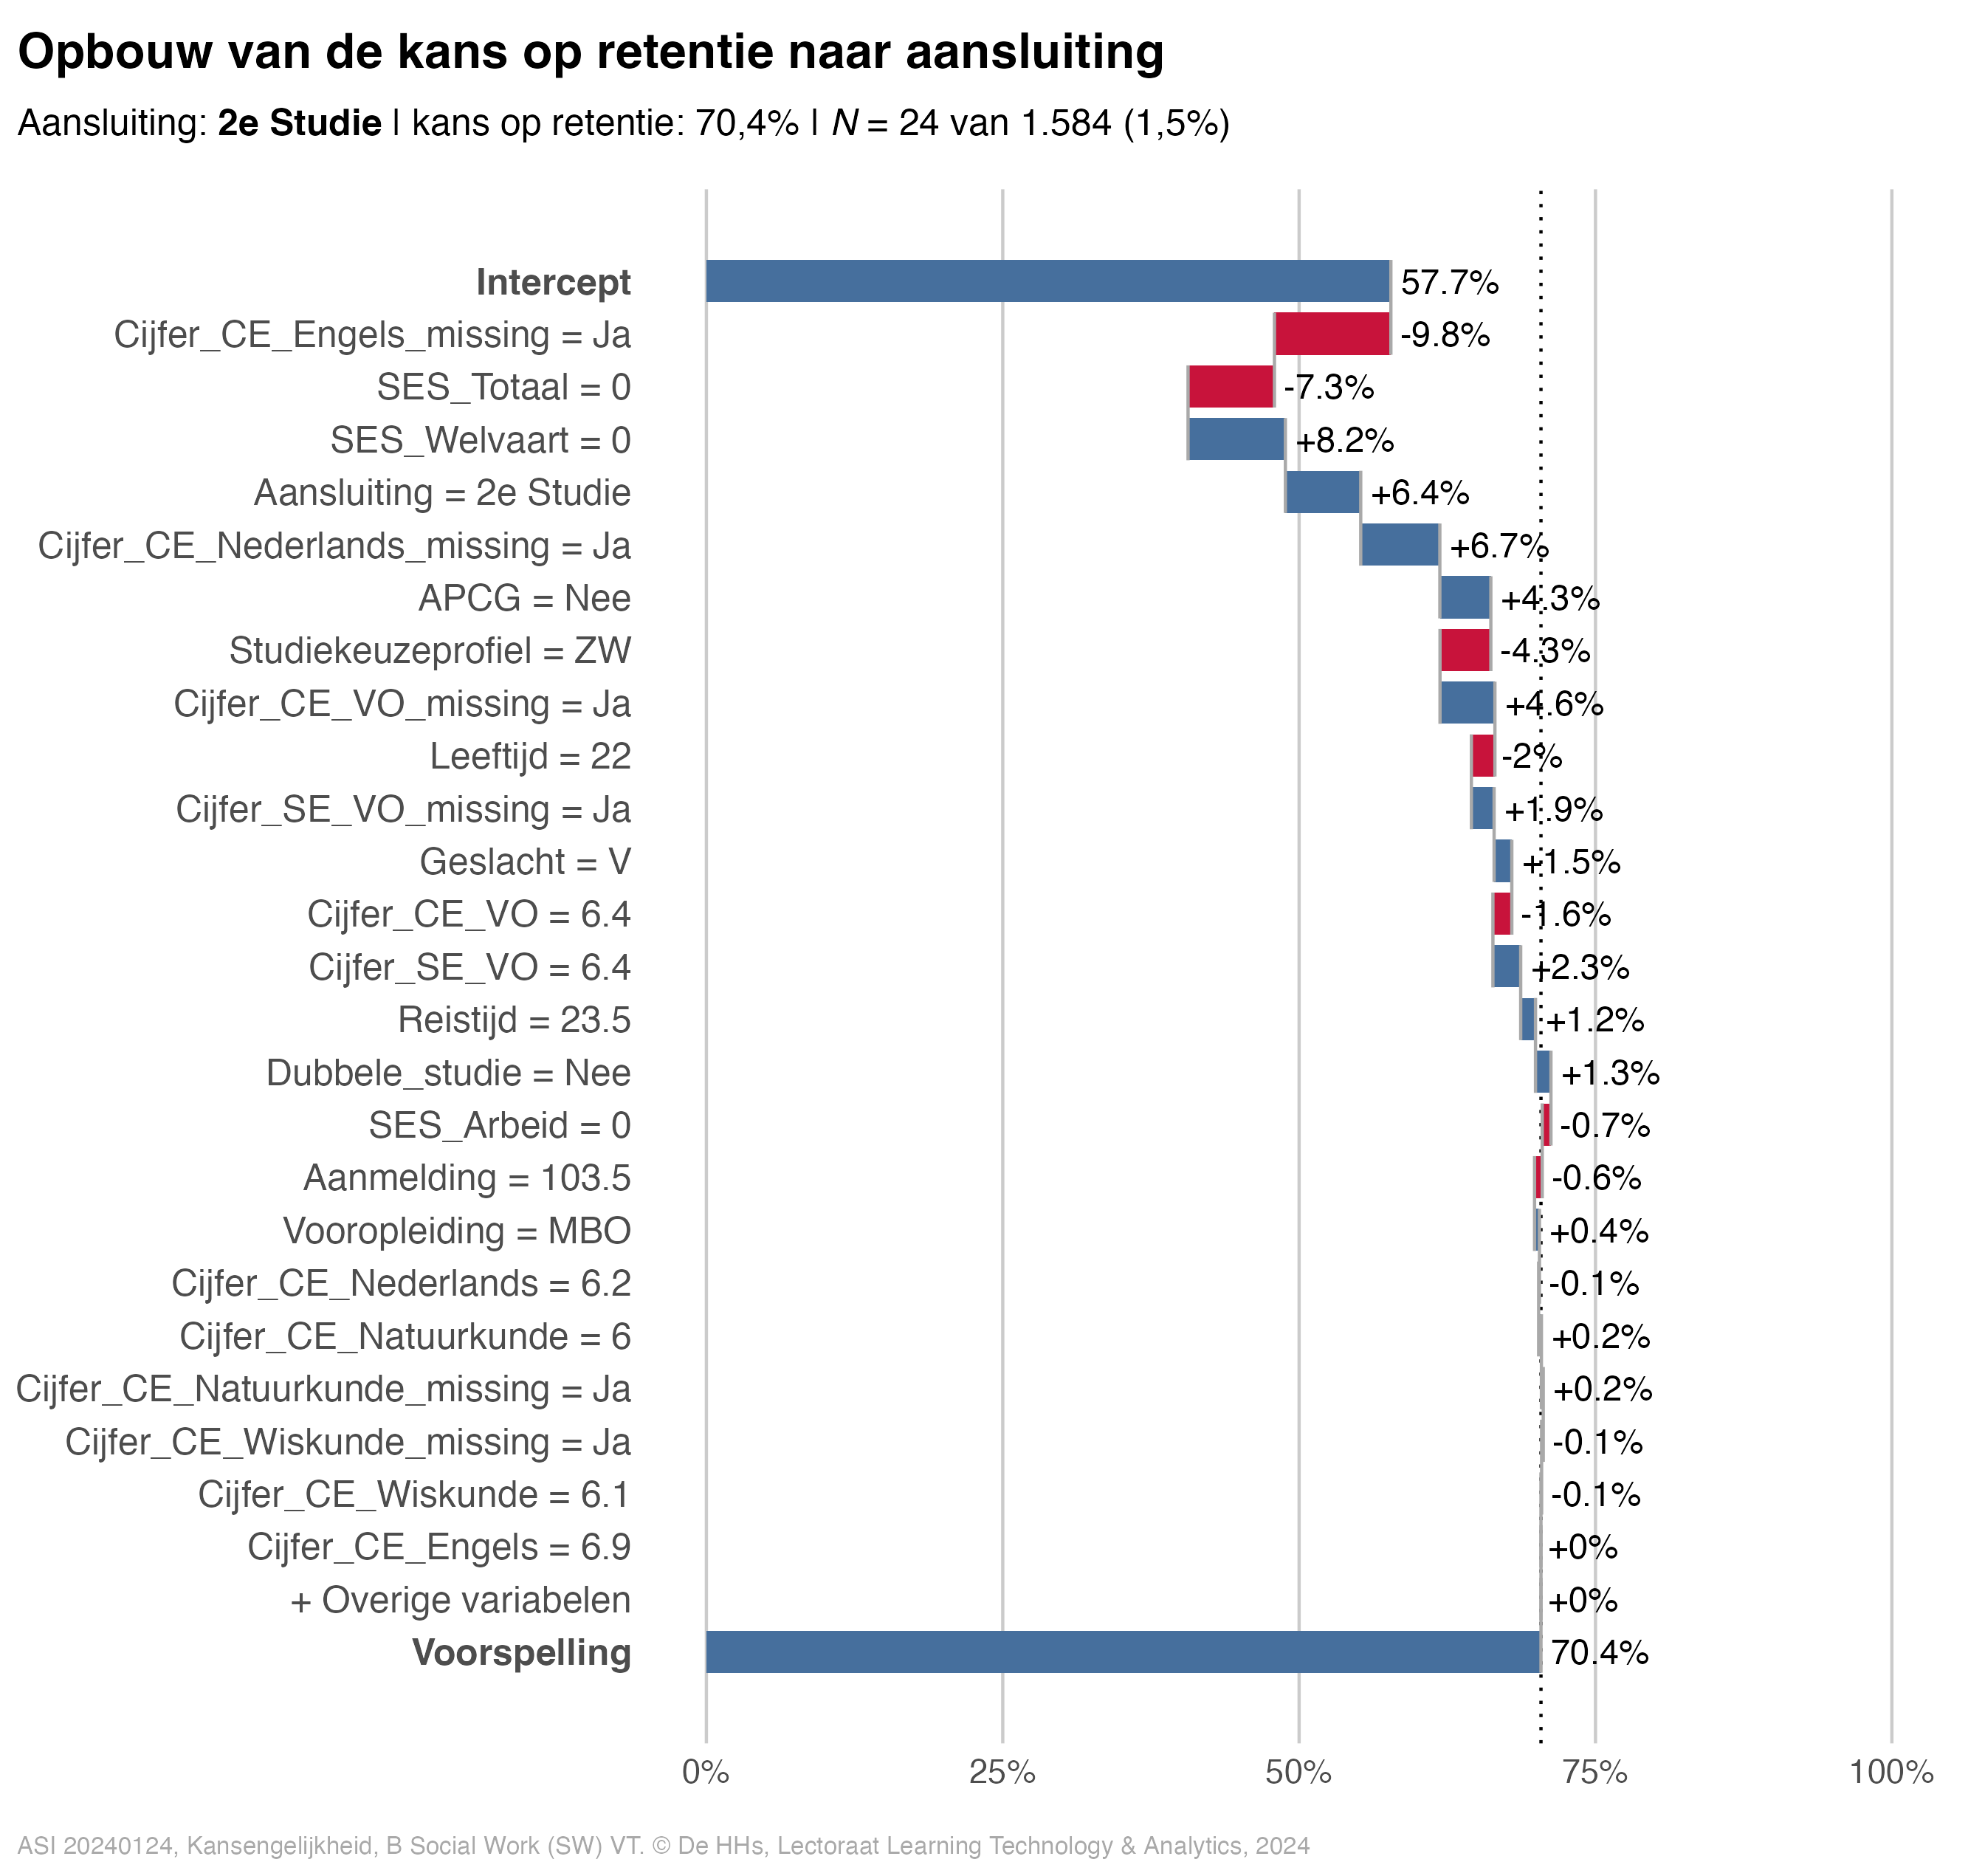 Opbouw van de kans op retentie naar aansluiting
Aansluiting: 2e Studie | kans op retentie: 70,4% | N = 24 van 1.584 (1,5%)
Intercept 57.7%
Cijfer_CE_Engels_missing = Ja -9.8%
SES_Totaal = 0 -7.3%
SES_Welvaart = 0 +8.2%
Aansluiting = 2e Studie +6.4%
Cijfer_CE_Nederlands_missing = Ja +6.7%
APCG = Nee +4.3%
Studiekeuzeprofiel = ZW -4.3%
Cijfer_CE_VO_missing = Ja +4.6%
Leeftijd = 22 -2%
Cijfer_SE_VO_missing = Ja +1.9%
Geslacht = V +1.5%
Cijfer_CE_VO = 6.4 -1.6%
Cijfer_SE_VO = 6.4 +2.3%
Reistijd = 23.5 +1.2%
Dubbele_studie = Nee +1.3%
SES_Arbeid = 0 -0.7%
Aanmelding = 103.5 -0.6%
Vooropleiding = MBO +0.4%
Cijfer_CE_Nederlands = 6.2 -0.1%
Cijfer_CE_Natuurkunde = 6 +0.2%
Cijfer_CE_Natuurkunde_missing = Ja +0.2%
Cijfer_CE_Wiskunde_missing = Ja -0.1%
Cijfer_CE_Wiskunde = 6.1 -0.1%
Cijfer_CE_Engels = 6.9 +0%
+ Overige variabelen +0%
Voorspelling 70.4%
0% 25% 50% 75% 100%
ASI 20240124, Kansengelijkheid, B Social Work (SW) VT. © De HHs, Lectoraat Learning Technology & Analytics, 2024